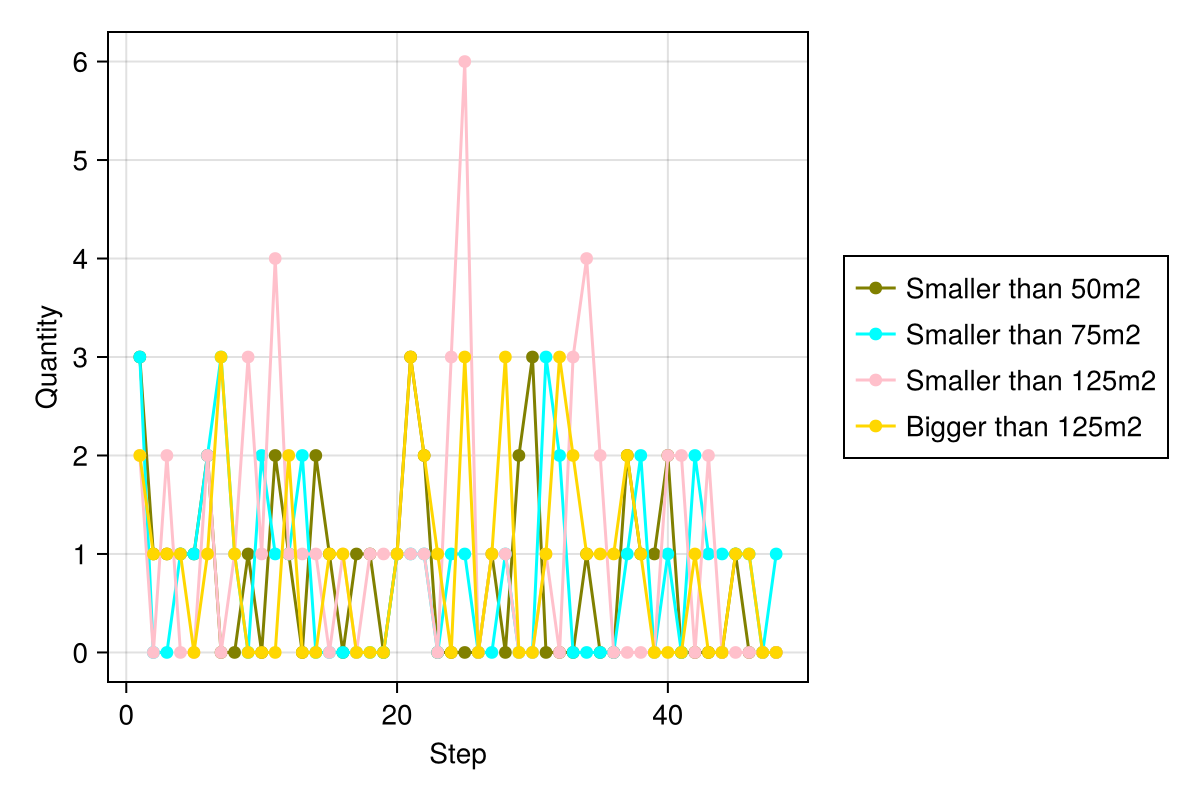 6
5
4
3
2
1
0
Quantity
0 20 40
Step
Smaller than 50m2
Smaller than 75m2
Smaller than 125m2
Bigger than 125m2